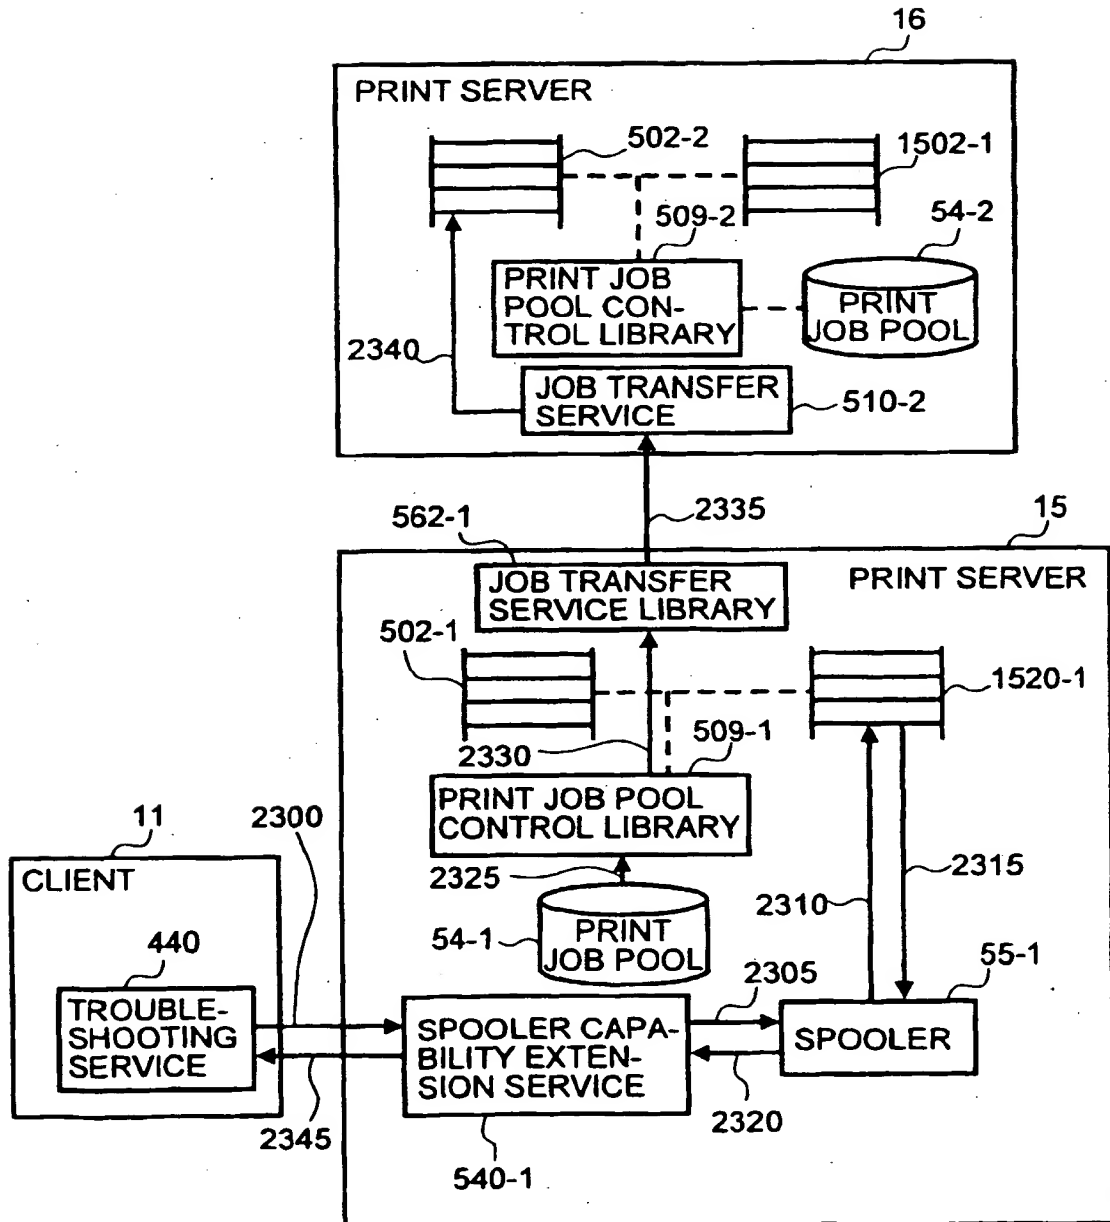 16
PRINT SERVER
502-2
1502-1
509-2
54-2
PRINT JOB
POOL CON-
TROL LIBRARY
PRINT
JOB POOL
2340
JOB TRANSFER
SERVICE
510-2
562-1
2335
15
JOB TRANSFER
SERVICE LIBRARY
PRINT SERVER
502-1
1520-1
2330
509-1
PRINT JOB POOL
CONTROL LIBRARY
11
2300
CLIENT
2325
2310
2315
54-1
PRINT
JOB POOL
440
2305
55-1
TROUBLE-
SHOOTING
SERVICE
SPOOLER CAPA-
BILITY EXTEN-
SION SERVICE
SPOOLER
2345
2320
540-1